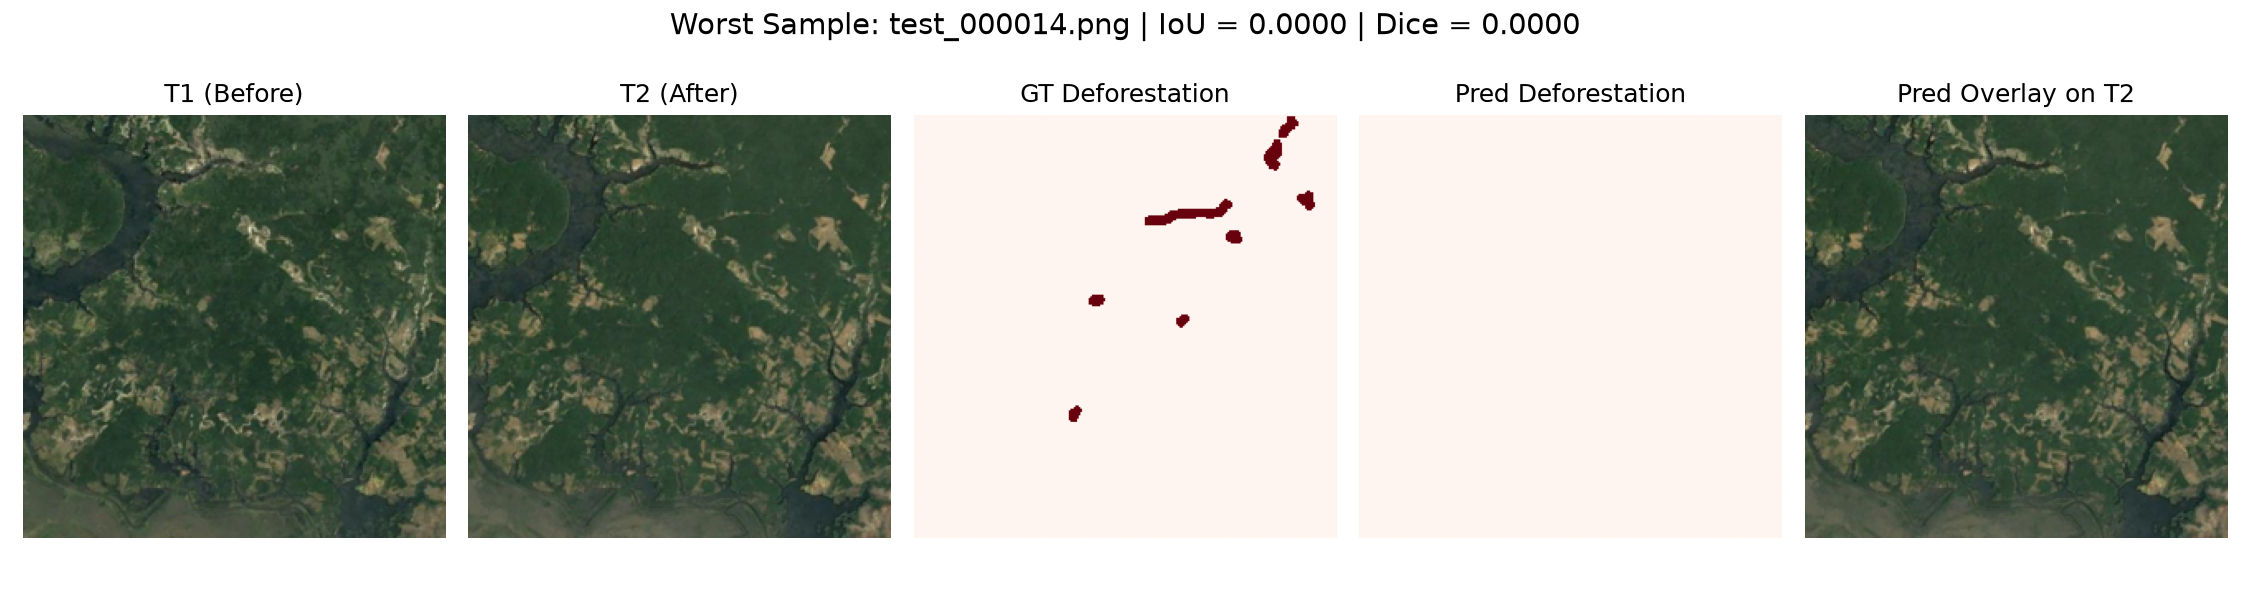 Worst Sample: test_000014.png | IoU = 0.0000 | Dice = 0.0000
T1 (Before)
T2 (After)
GT Deforestation
Pred Deforestation
Pred Overlay on T2